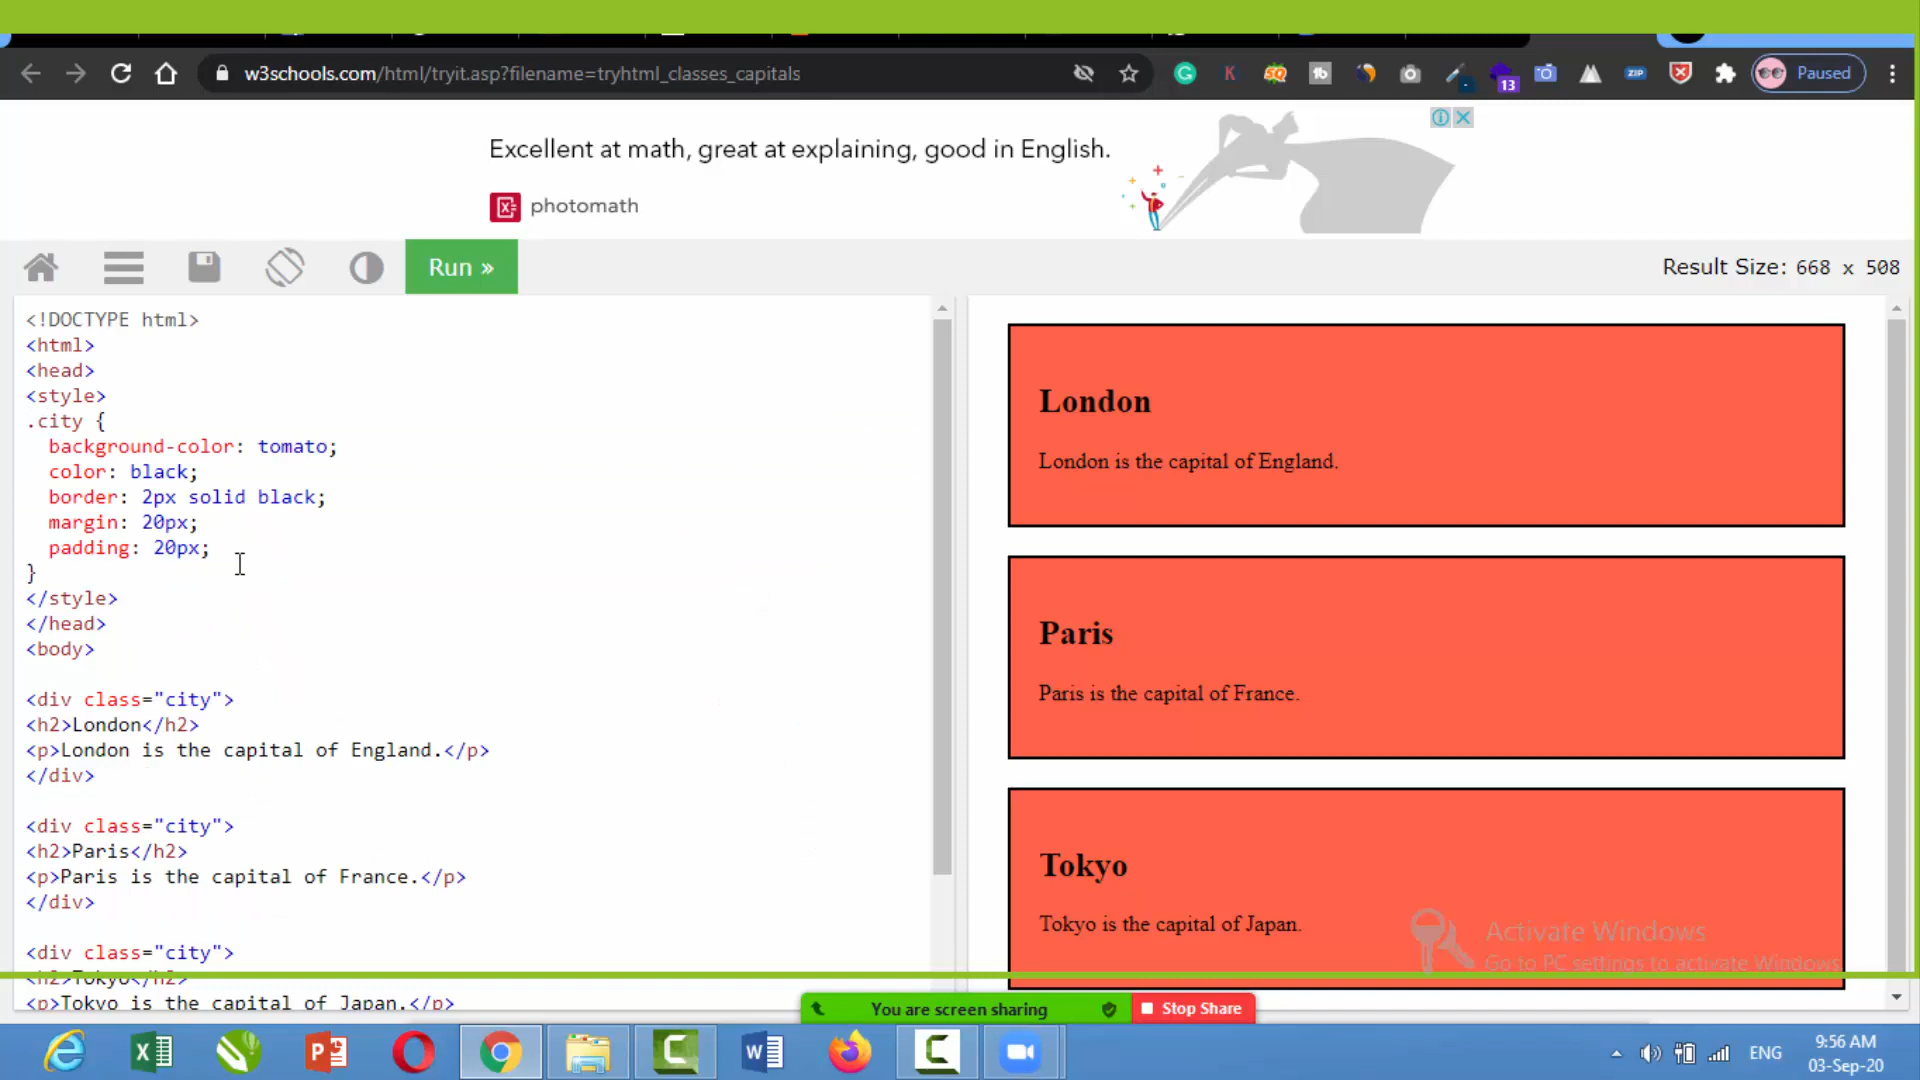 w3schools.com/html/tryit.asp?filename=tryhtml_classes_capitals
13
ZIP
Paused
Excellent at math, great at explaining, good in English.
photomath
Run »
Result Size: 668 x 508
<!DOCTYPE html>
<html>
<head>
<style>
.city {
background-color: tomato;
color: black;
border: 2px solid black;
margin: 20px;
padding: 20px;
}
</style>
</head>
<body>
<div class="city">
<h2>London</h2>
<p>London is the capital of England.</p>
</div>
<div class="city">
<h2>Paris</h2>
<p>Paris is the capital of France.</p>
</div>
<div class="city">
<h2>Tokyo</h2>
<p>Tokyo is the capital of Japan.</p>
London
London is the capital of England.
Paris
Paris is the capital of France.
Tokyo
Tokyo is the capital of Japan.
Activate Windows
Go to PC settings to activate Windows.
You are screen sharing
Stop Share
ENG
9:56 AM
03-Sep-20